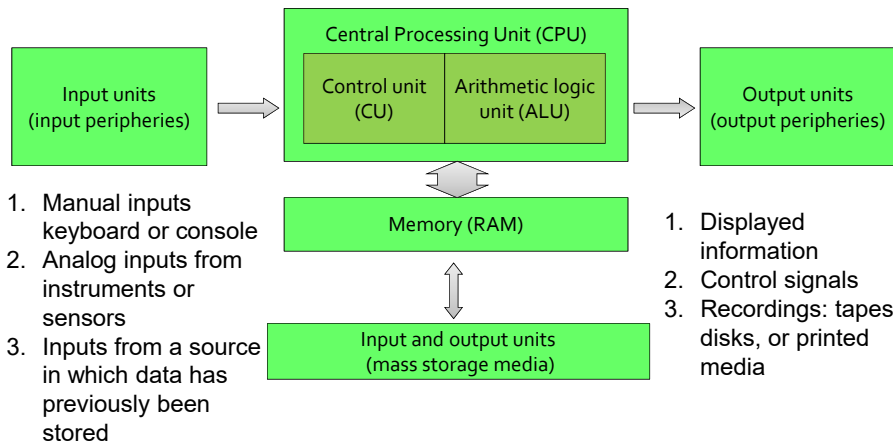 Central Processing Unit (CPU)
Control unit
(CU)
Arithmetic logic
unit (ALU)
Input units
(input peripheries)
Output units
(output peripheries)
Memory (RAM)
Input and output units
(mass storage media)
1. Manual inputs
keyboard or console
2. Analog inputs from
instruments or
sensors
3. Inputs from a source
in which data has
previously been
stored
1. Displayed
information
2. Control signals
3. Recordings: tapes
disks, or printed
media